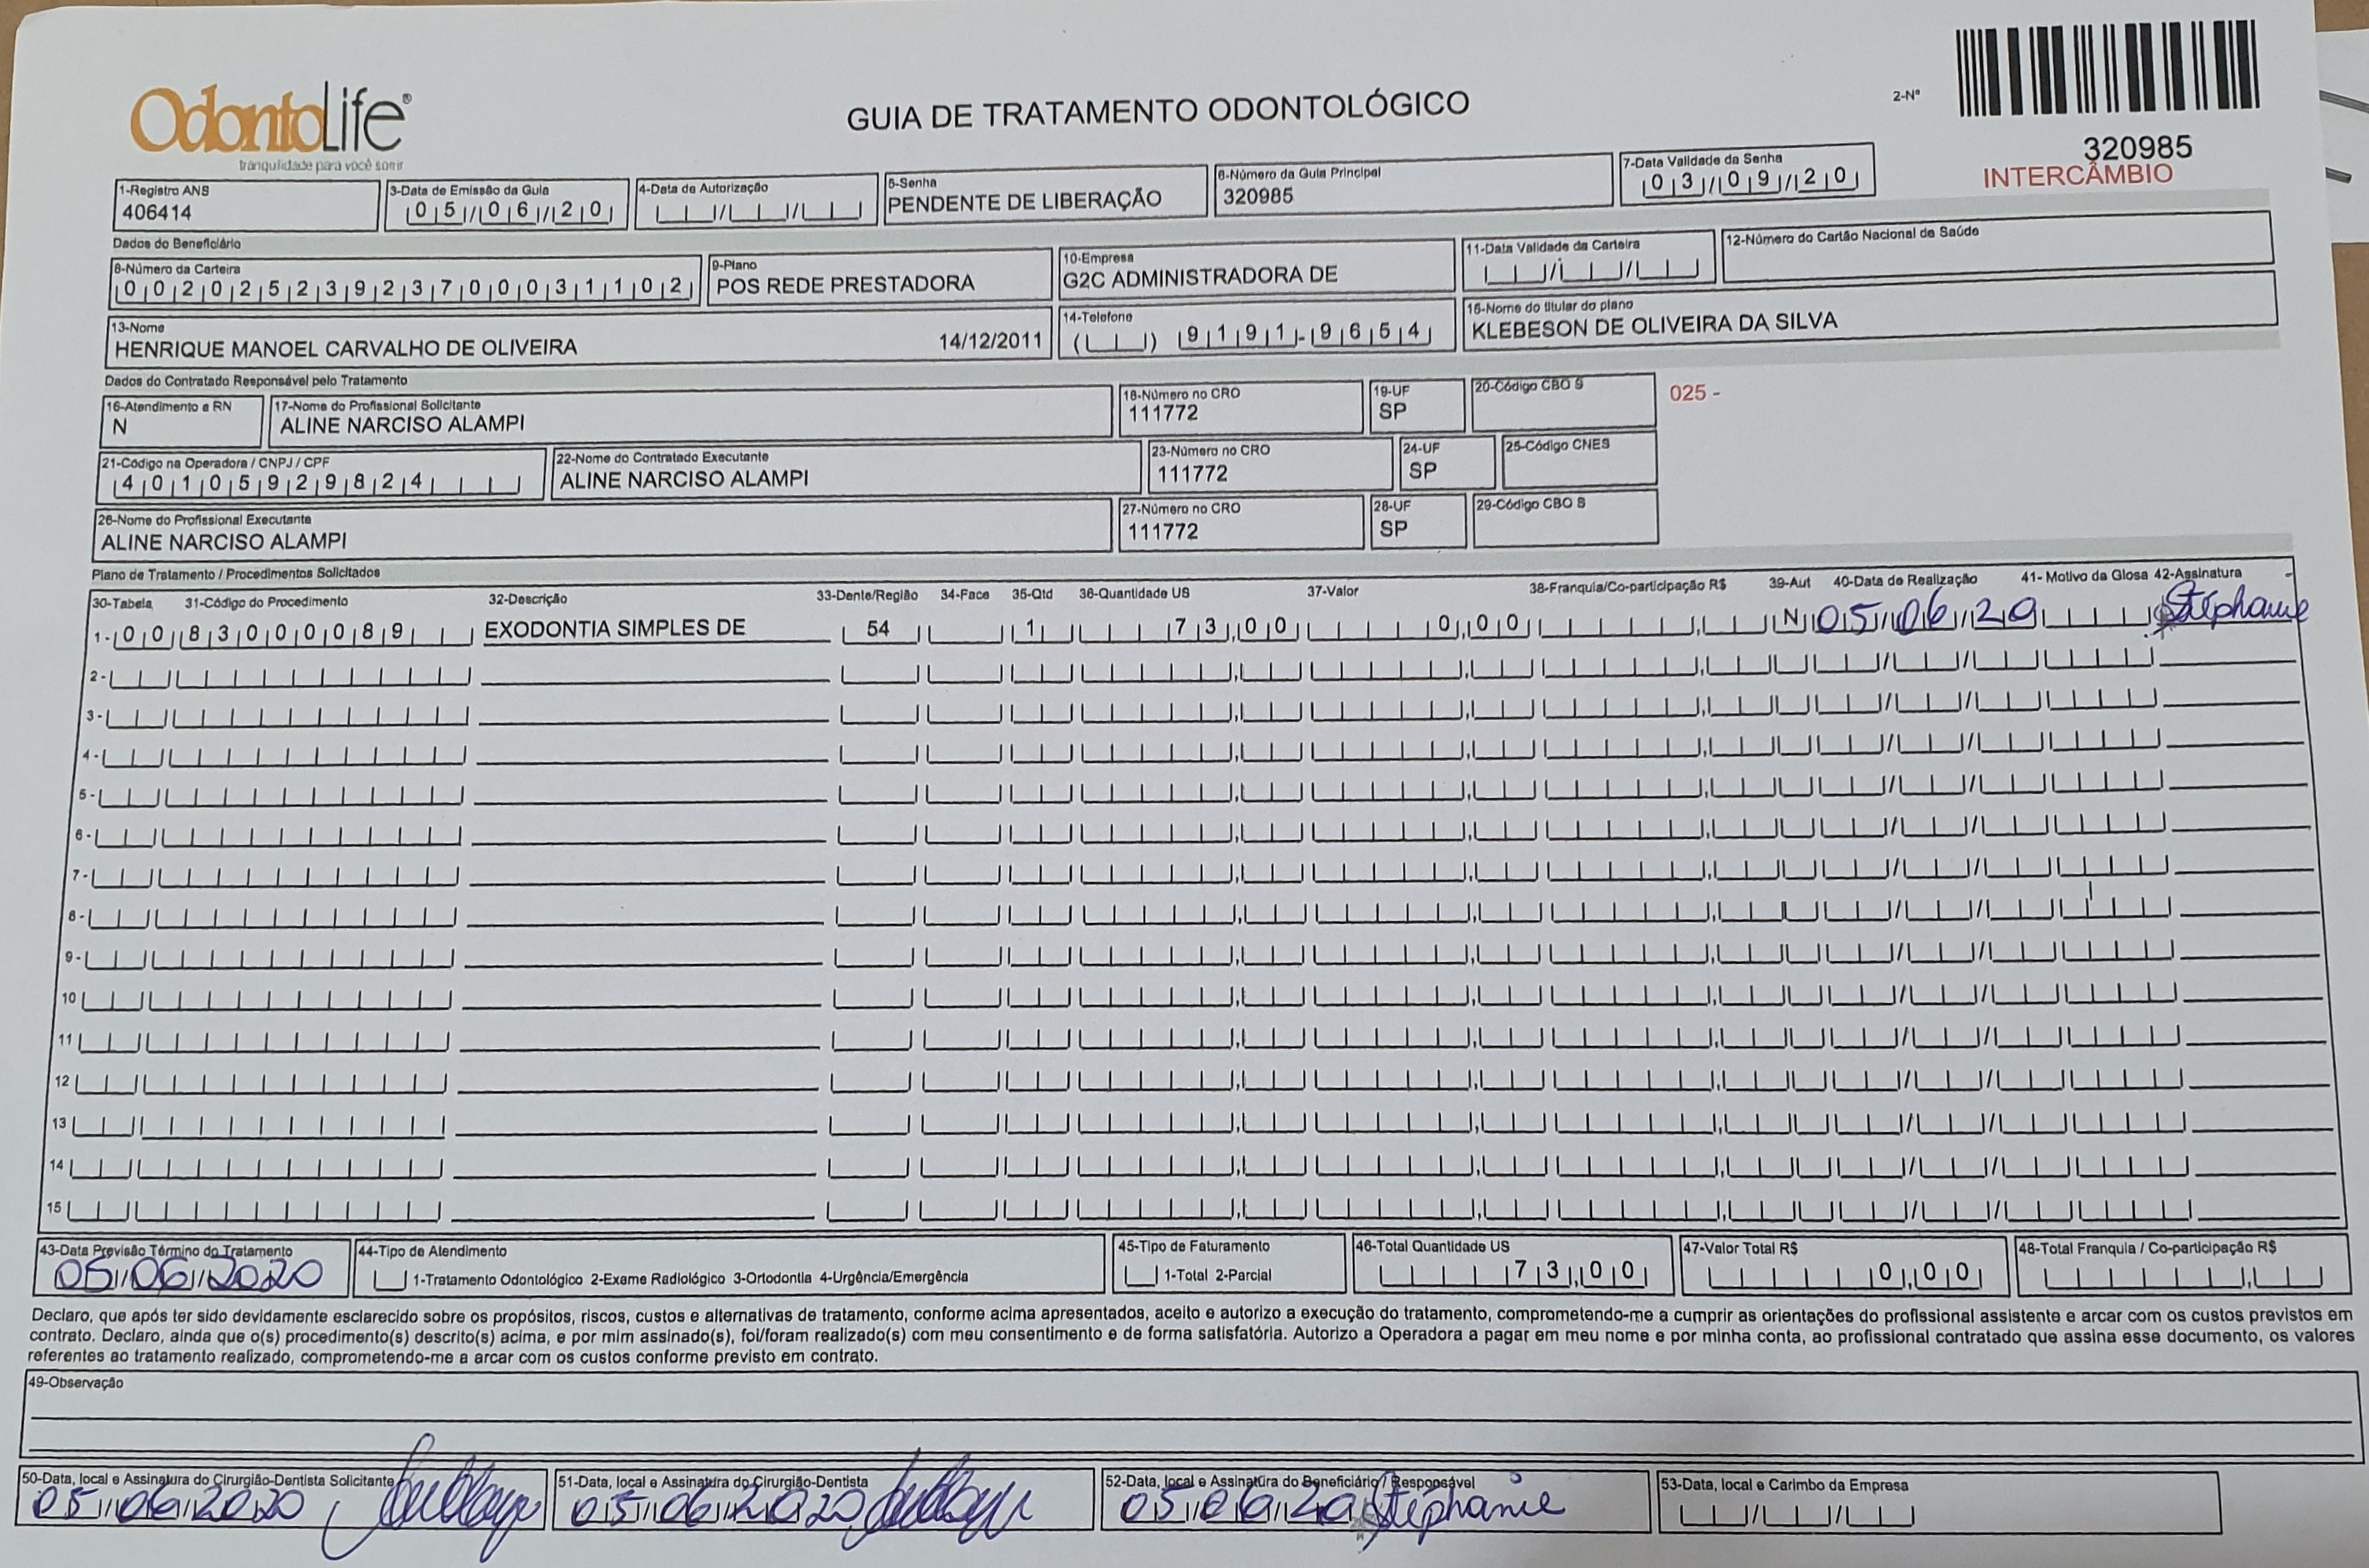 OdontoLife®
tranquilidade para você sorrir
GUIA DE TRATAMENTO ODONTOLÓGICO
2-Nº
320985
INTERCÂMBIO
1-Registro ANS
406414
3-Data de Emissão da Guia
05/06/20
4-Data de Autorização
5-Senha
PENDENTE DE LIBERAÇÃO
6-Número da Guia Principal
320985
7-Data Validade da Senha
03/09/20
Dados do Beneficiário
8-Número da Carteira
00202523923700031102
9-Plano
POS REDE PRESTADORA
10-Empresa
G2C ADMINISTRADORA DE
11-Data Validade da Carteira
12-Número do Cartão Nacional de Saúde
13-Nome
HENRIQUE MANOEL CARVALHO DE OLIVEIRA 14/12/2011
14-Telefone
( ) 9191-9654
15-Nome do titular do plano
KLEBESON DE OLIVEIRA DA SILVA
Dados do Contratado Responsável pelo Tratamento
16-Atendimento a RN
N
17-Nome do Profissional Solicitante
ALINE NARCISO ALAMPI
18-Número no CRO
111772
19-UF
SP
20-Código CBO S
025 -
21-Código na Operadora / CNPJ / CPF
40105929824
22-Nome do Contratado Executante
ALINE NARCISO ALAMPI
23-Número no CRO
111772
24-UF
SP
25-Código CNES
26-Nome do Profissional Executante
ALINE NARCISO ALAMPI
27-Número no CRO
111772
28-UF
SP
29-Código CBO S
Plano de Tratamento / Procedimentos Solicitados
30-Tabela 31-Código do Procedimento 32-Descrição 33-Dente/Região 34-Face 35-Qtd 36-Quantidade US 37-Valor 38-Franquia/Co-participação R$ 39-Aut 40-Data de Realização 41- Motivo da Glosa 42-Assinatura
1- 00 83000089 EXODONTIA SIMPLES DE 54 1 73,00 0,00 N 05/06/20 Stephanie
2-
3-
4-
5-
6-
7-
8-
9-
10
11
12
13
14
15
43-Data Previsão Término do Tratamento
05/06/2020
44-Tipo de Atendimento
1-Tratamento Odontológico 2-Exame Radiológico 3-Ortodontia 4-Urgência/Emergência
45-Tipo de Faturamento
1-Total 2-Parcial
46-Total Quantidade US
73,00
47-Valor Total R$
0,00
48-Total Franquia / Co-participação R$
Declaro, que após ter sido devidamente esclarecido sobre os propósitos, riscos, custos e alternativas de tratamento, conforme acima apresentados, aceito e autorizo a execução do tratamento, comprometendo-me a cumprir as orientações do profissional assistente e arcar com os custos previstos em
contrato. Declaro, ainda que o(s) procedimento(s) descrito(s) acima, e por mim assinado(s), foi/foram realizado(s) com meu consentimento e de forma satisfatória. Autorizo a Operadora a pagar em meu nome e por minha conta, ao profissional contratado que assina esse documento, os valores
referentes ao tratamento realizado, comprometendo-me a arcar com os custos conforme previsto em contrato.
49-Observação
50-Data, local e Assinatura do Cirurgião-Dentista Solicitante
05/06/2020
51-Data, local e Assinatura do Cirurgião-Dentista
05/06/2020
52-Data, local e Assinatura do Beneficiário / Responsável
05/06/20 Stephanie
53-Data, local e Carimbo da Empresa